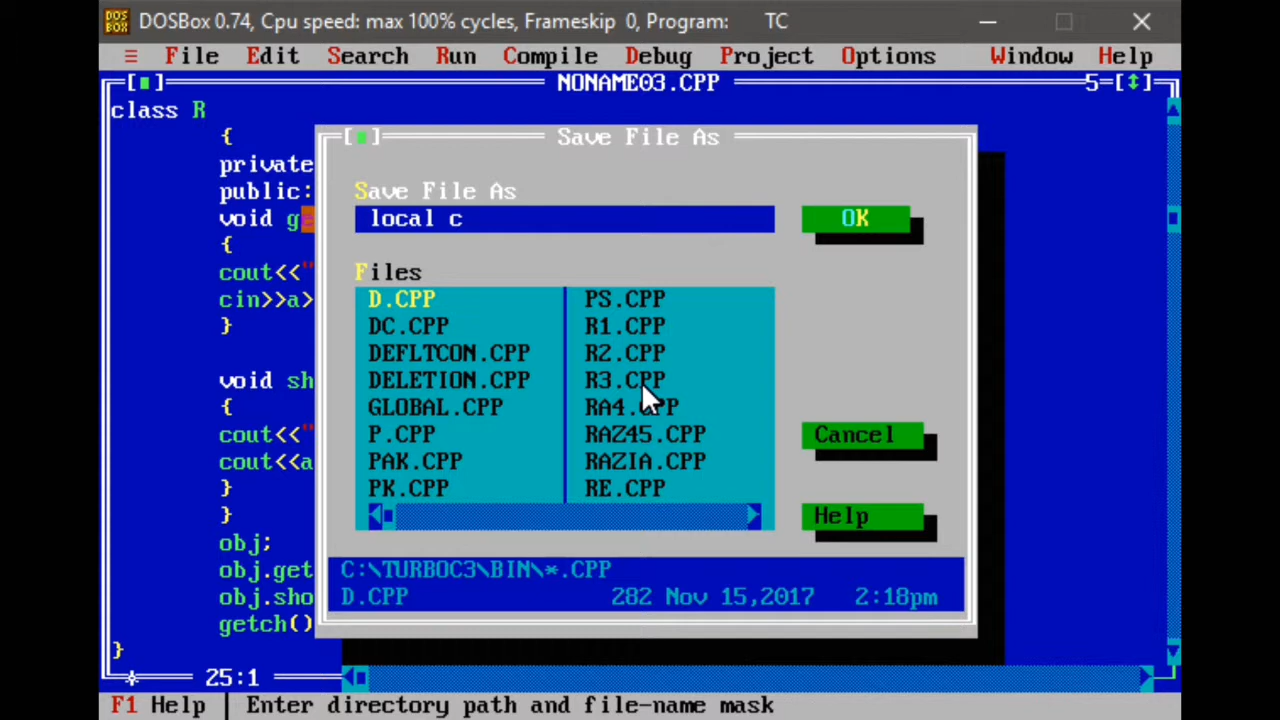 DOS BOX DOSBox 0.74, Cpu speed: max 100% cycles, Frameskip 0, Program: TC
≡ File Edit Search Run Compile Debug Project Options Window Help
NONAME03.CPP 5
class R
{
private
public:
void g
{
cout<<"
cin>>a>
}
void sh
{
cout<<"
cout<<a
}
}
obj;
obj.get
obj.sho
getch()
}
25:1
Save File As
Save File As
local c
OK
Files
D.CPP PS.CPP
DC.CPP R1.CPP
DEFLTCON.CPP R2.CPP
DELETION.CPP R3.CPP
GLOBAL.CPP RA4.CPP
P.CPP RAZ45.CPP
PAK.CPP RAZIA.CPP
PK.CPP RE.CPP
Cancel
Help
C:\TURBOC3\BIN\*.CPP
D.CPP 282 Nov 15,2017 2:18pm
F1 Help | Enter directory path and file-name mask